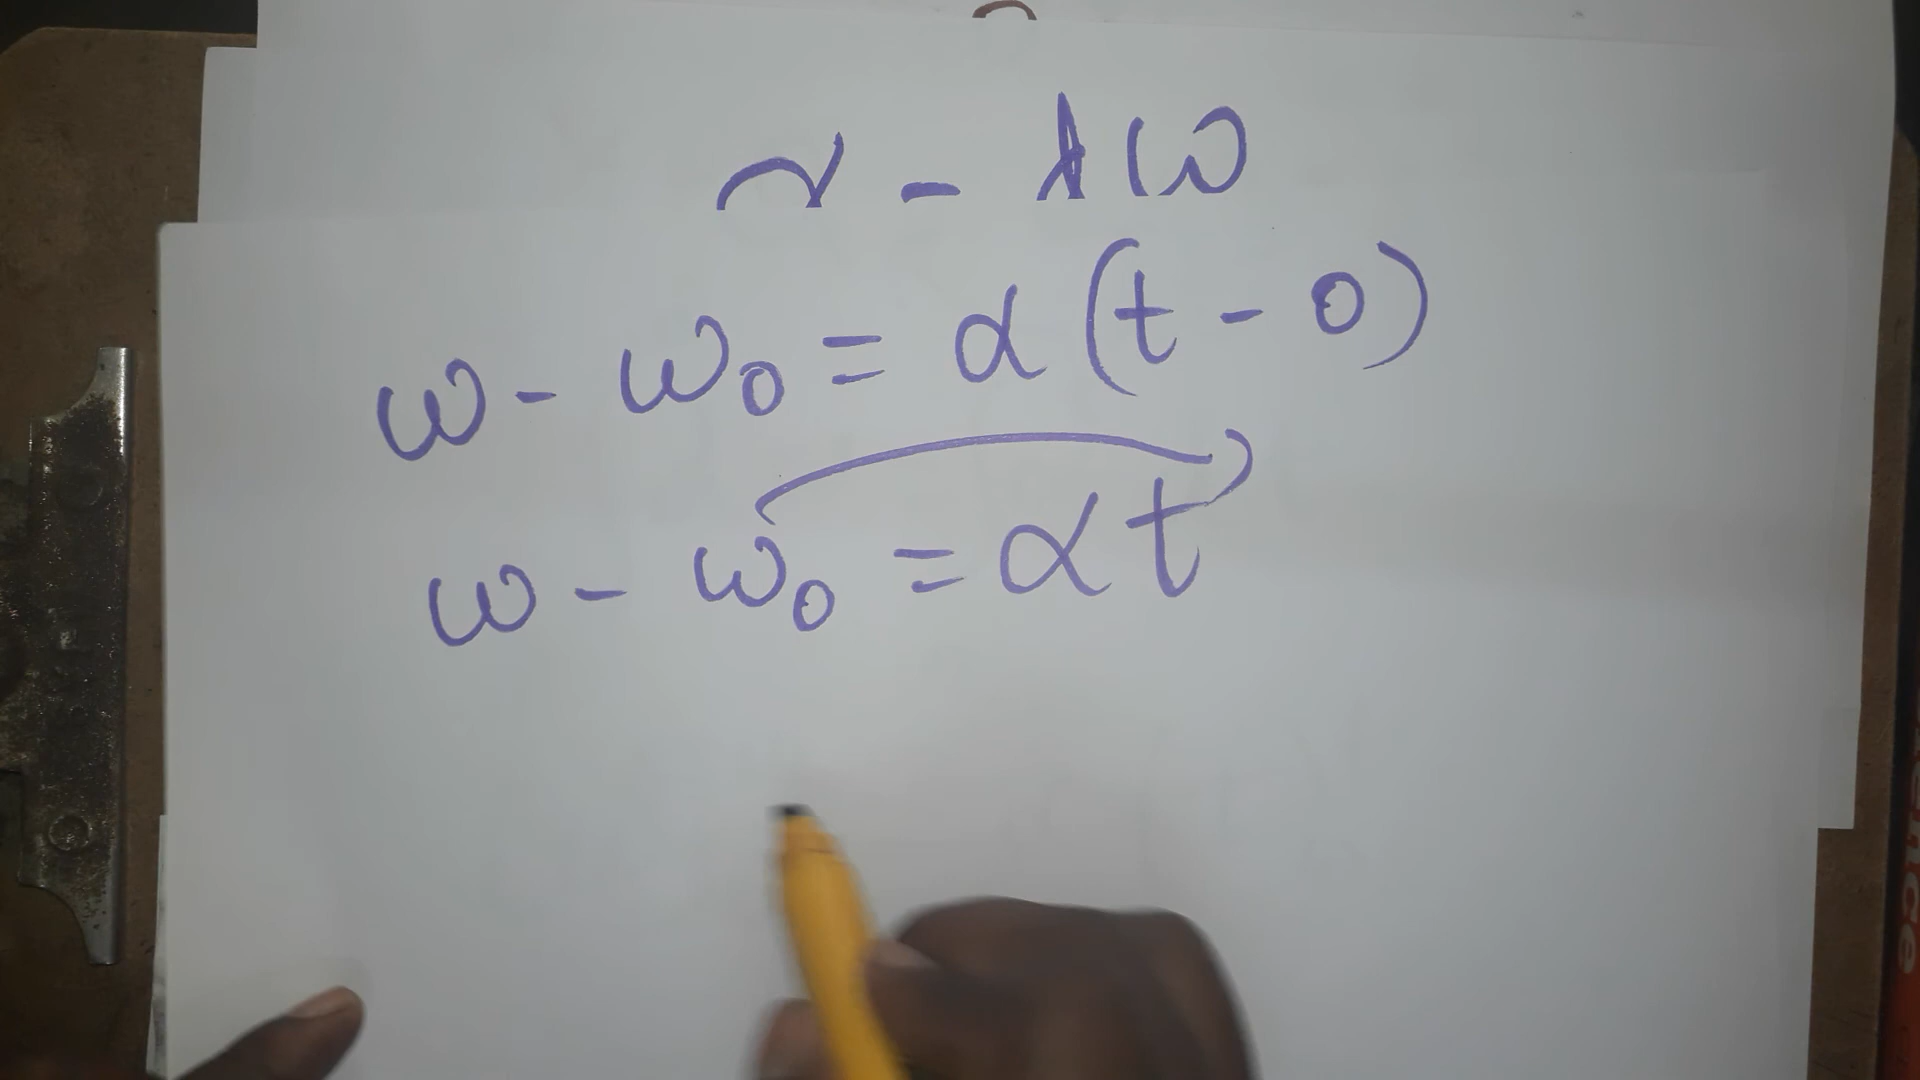 ω - ω₀ = α (t - 0)
ω - ω₀ = αt